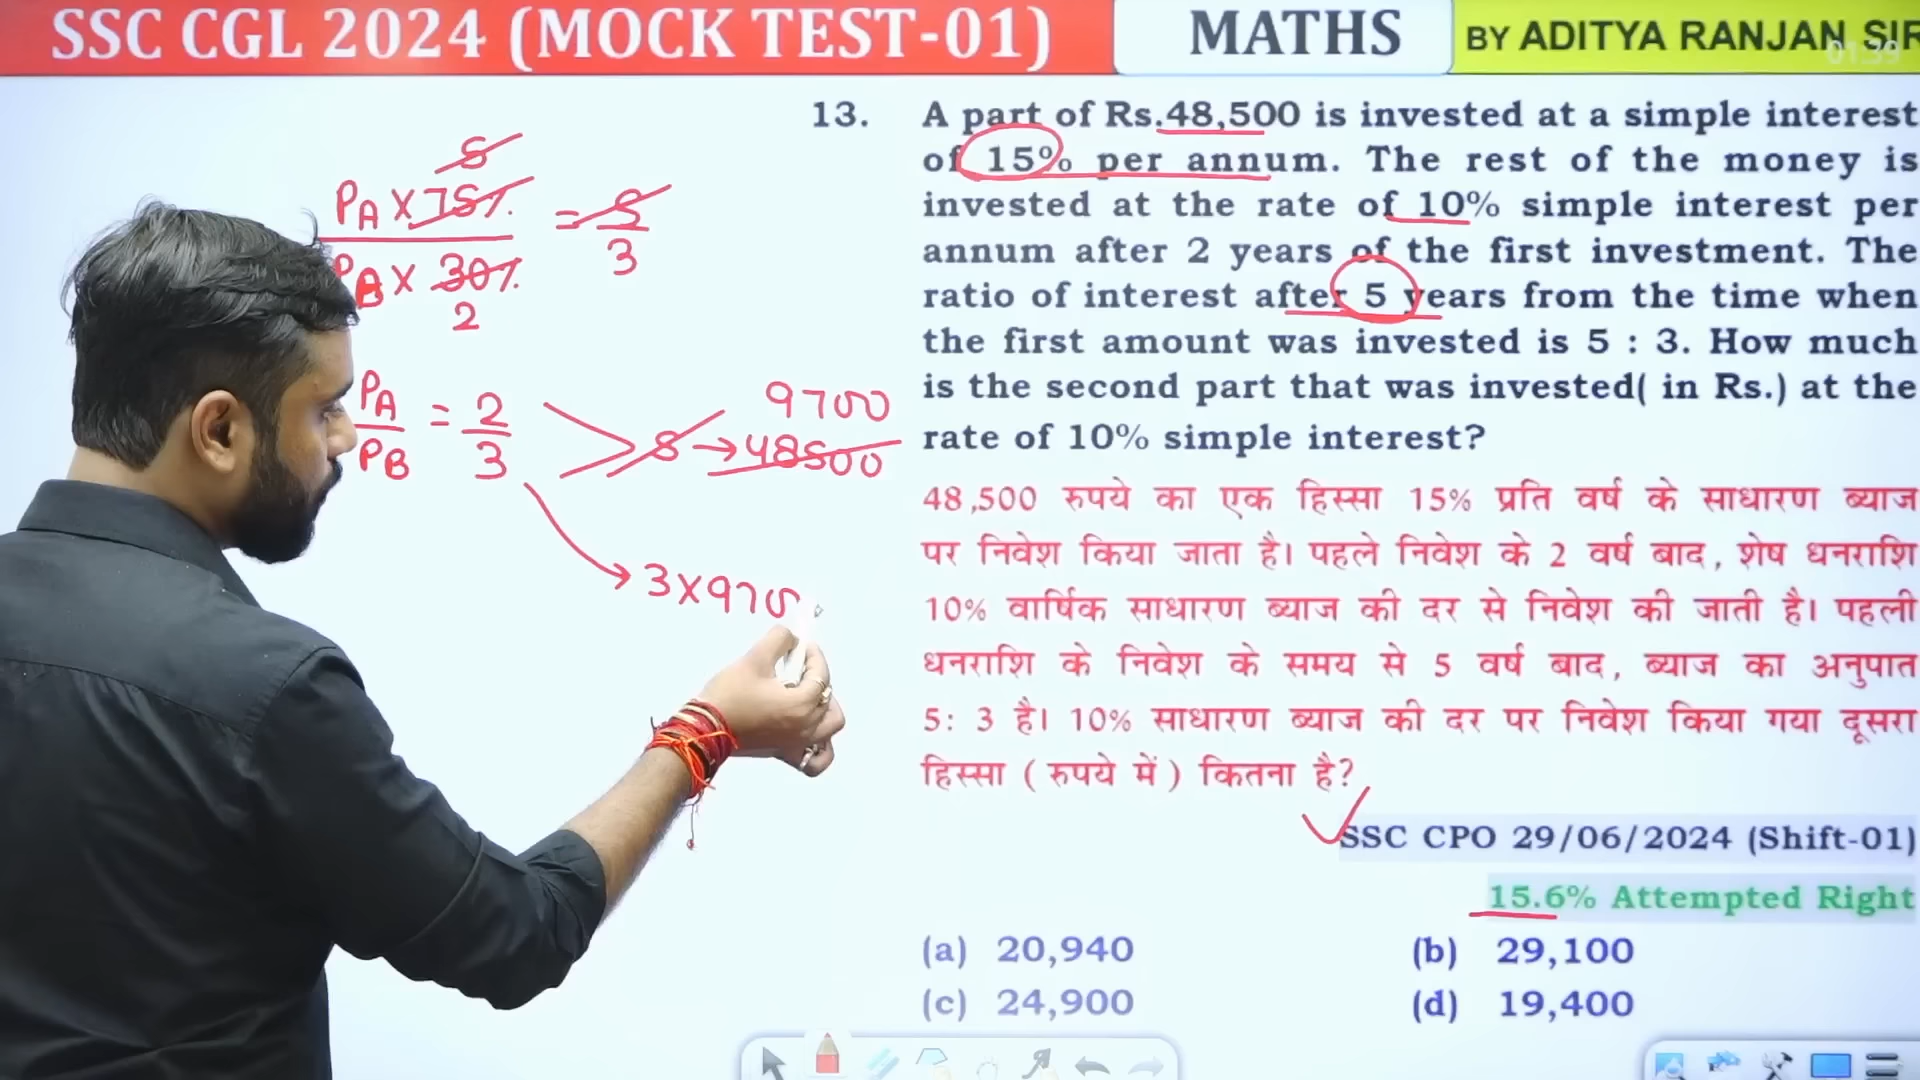 SSC CGL 2024 (MOCK TEST-01)
MATHS
BY ADITYA RANJAN SIR
01:39
13. A part of Rs.48,500 is invested at a simple interest
of 15% per annum. The rest of the money is
invested at the rate of 10% simple interest per
annum after 2 years of the first investment. The
ratio of interest after 5 years from the time when
the first amount was invested is 5 : 3. How much
is the second part that was invested( in Rs.) at the
rate of 10% simple interest?
48,500 रुपये का एक हिस्सा 15% प्रति वर्ष के साधारण ब्याज
पर निवेश किया जाता है। पहले निवेश के 2 वर्ष बाद, शेष धनराशि
10% वार्षिक साधारण ब्याज की दर से निवेश की जाती है। पहली
धनराशि के निवेश के समय से 5 वर्ष बाद, ब्याज का अनुपात
5: 3 है। 10% साधारण ब्याज की दर पर निवेश किया गया दूसरा
हिस्सा ( रुपये में ) कितना है?
SSC CPO 29/06/2024 (Shift-01)
15.6% Attempted Right
(a) 20,940
(b) 29,100
(c) 24,900
(d) 19,400
5
PA × 75% = 5
PB × 30% 3
2
PA = 2
PB 3
5 → 48500
9700
3×970